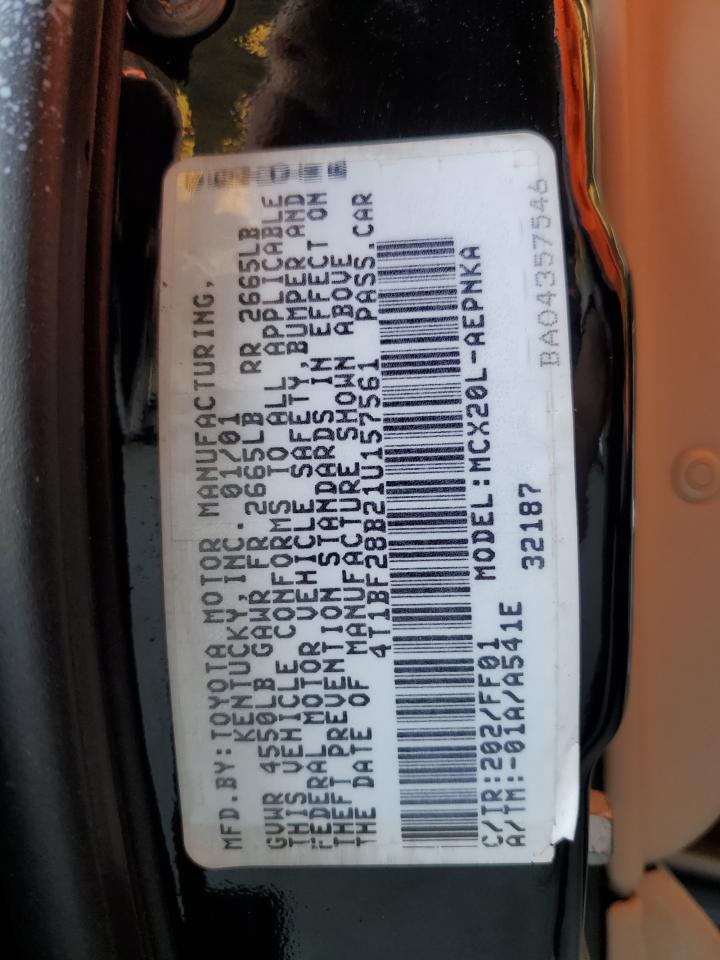 MFD.BY:TOYOTA MOTOR MANUFACTURING,
KENTUCKY,INC. 01/01
GVWR 4550LB GAWR FR 2665LB RR 2665LB
THIS VEHICLE CONFORMS TO ALL APPLICABLE
FEDERAL MOTOR VEHICLE SAFETY,BUMPER AND
THEFT PREVENTION STANDARDS IN EFFECT ON
THE DATE OF MANUFACTURE SHOWN ABOVE
4T1BF28B21U157561 PASS.CAR
MODEL:MCX20L-AEPNKA
C/TR:202/FF01
A/TM:-01A/A541E 32187
BA04357546